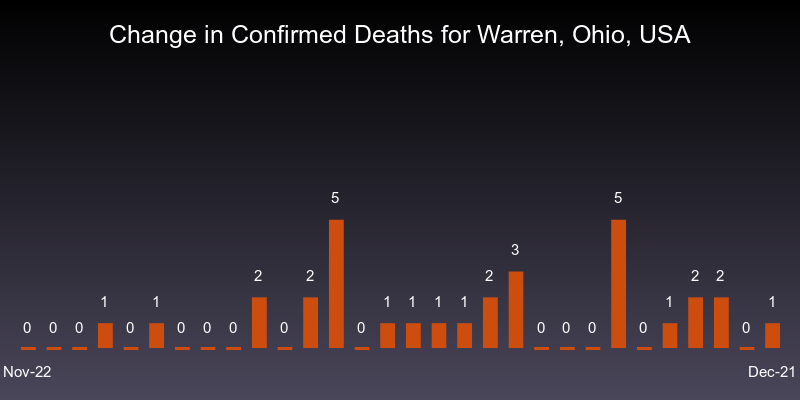 Change in Confirmed Deaths for Warren, Ohio, USA
5 5
3
2 2 2 2 2
1 1 1 1 1 1 1 1
0 0 0 0 0 0 0 0 0 0 0 0 0 0
Nov-22 Dec-21